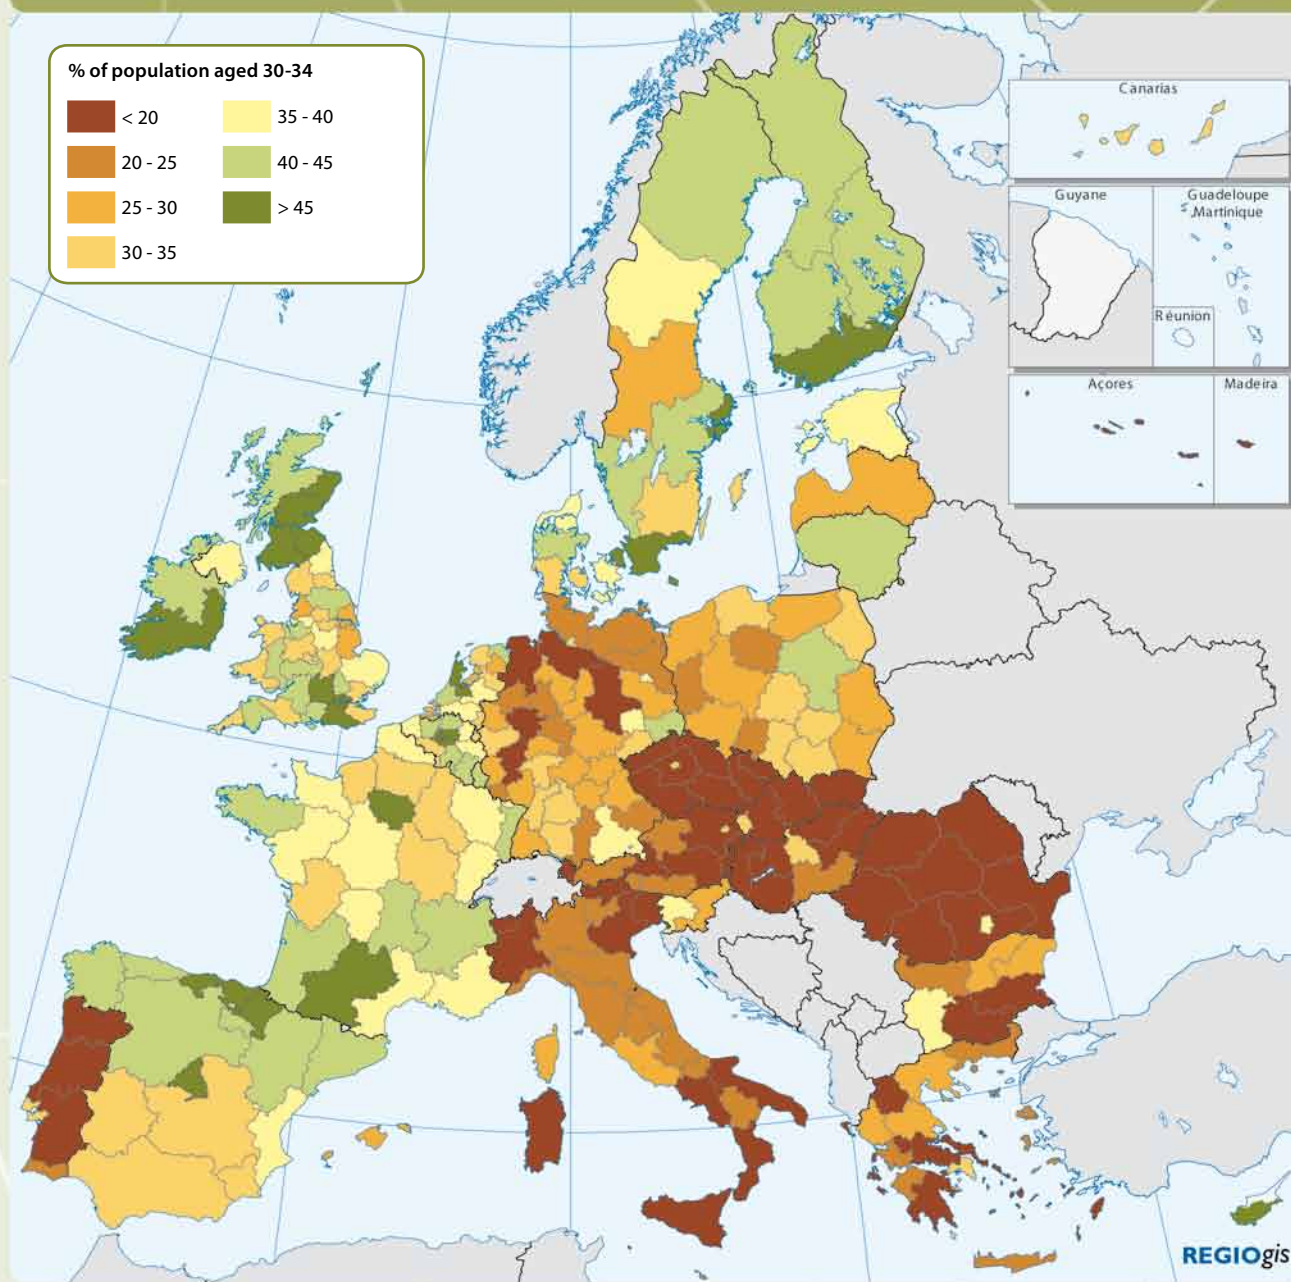 % of population aged 30-34
< 20
20 - 25
25 - 30
30 - 35
35 - 40
40 - 45
> 45
Canarias
Guyane
Guadeloupe
Martinique
Réunion
Açores
Madeira
REGIOgis